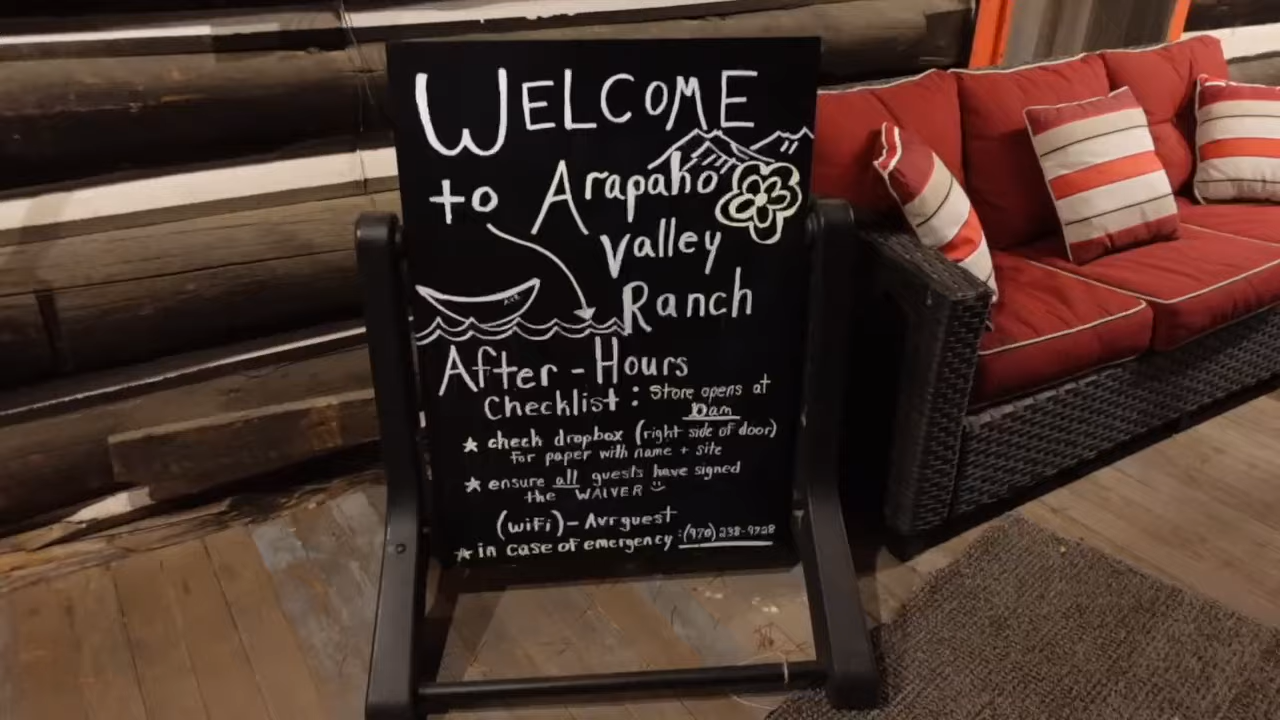 WELCOME
to Arapaho
Valley
Ranch
AVR
After-Hours
Checklist: Store opens at
10am
★ check dropbox (right side of door)
for paper with name + site
★ ensure all guests have signed
the WAIVER
(WiFi) - Avrguest
★ in case of emergency: (970) 238-9728